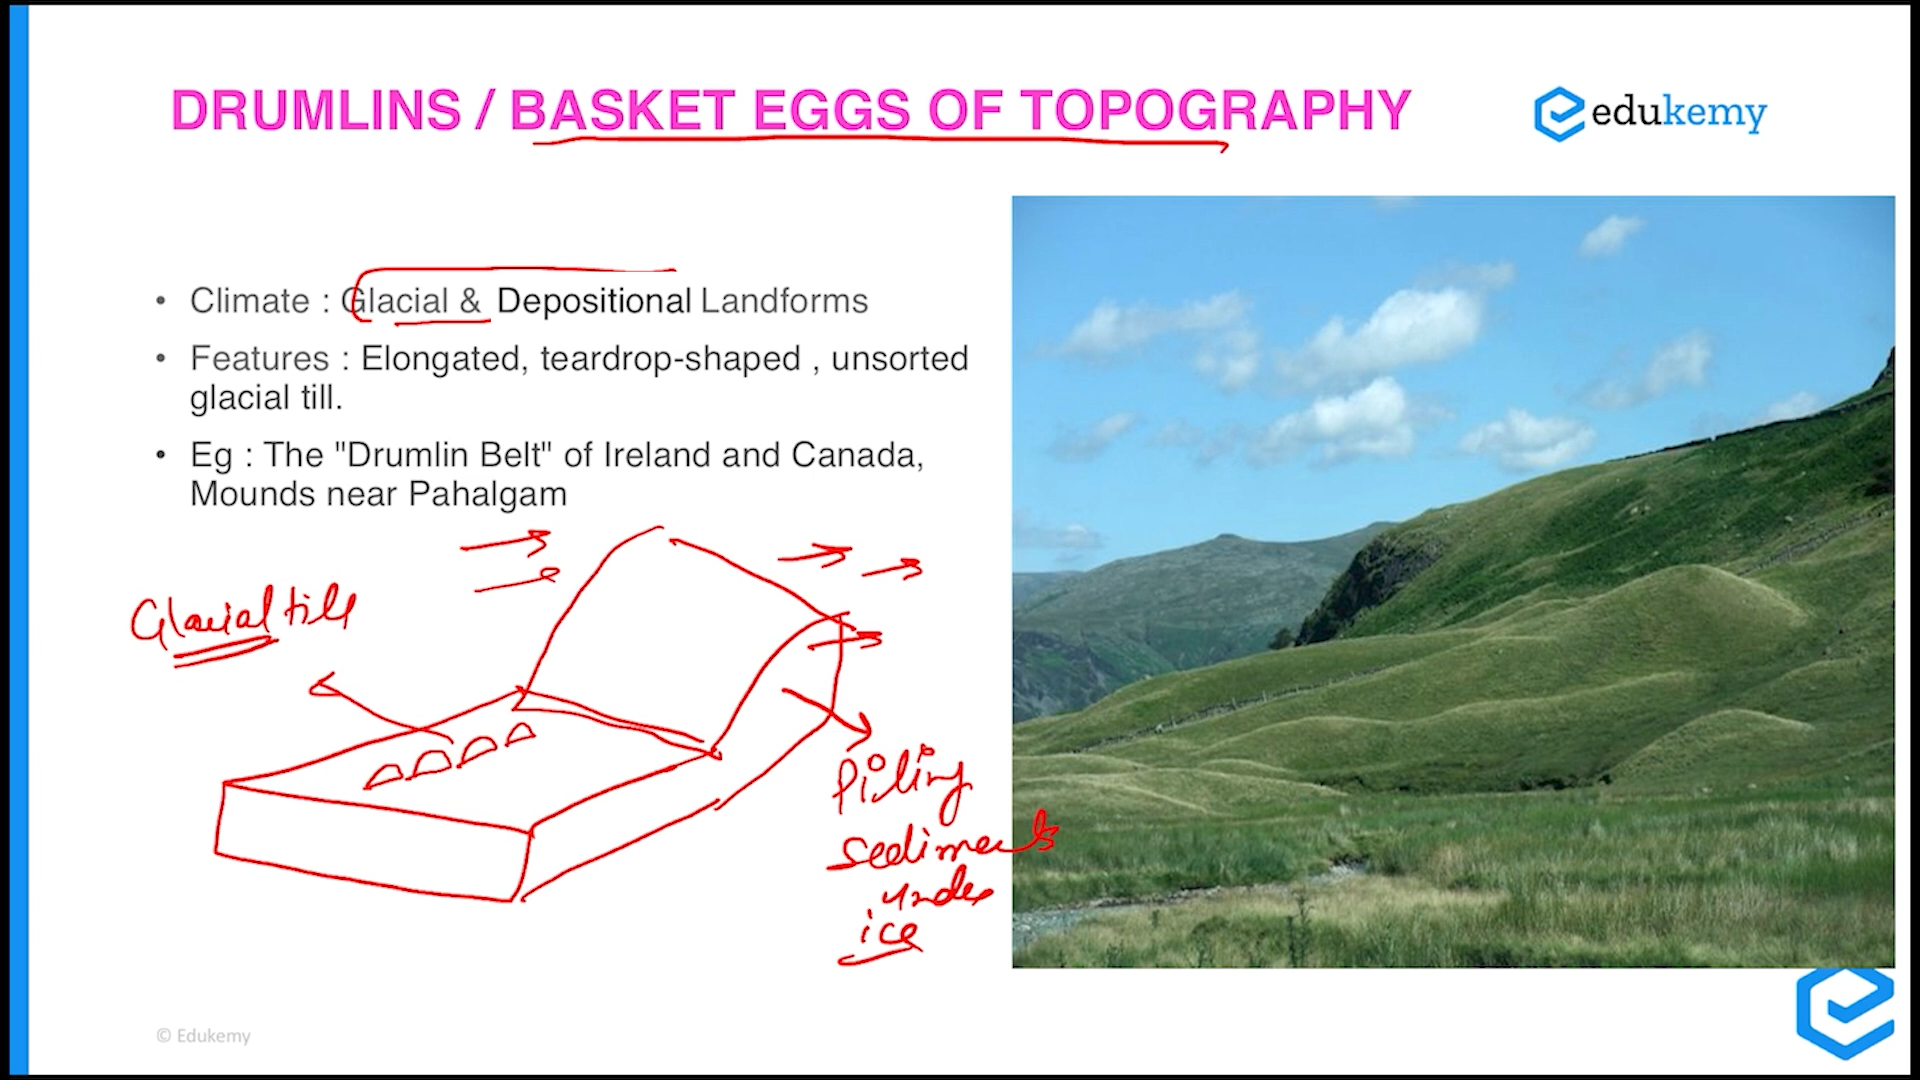 DRUMLINS / BASKET EGGS OF TOPOGRAPHY
edukemy
• Climate : Glacial & Depositional Landforms
• Features : Elongated, teardrop-shaped , unsorted
glacial till.
• Eg : The "Drumlin Belt" of Ireland and Canada,
Mounds near Pahalgam
Glacial till
Piling
sediments
under
ice
© Edukemy